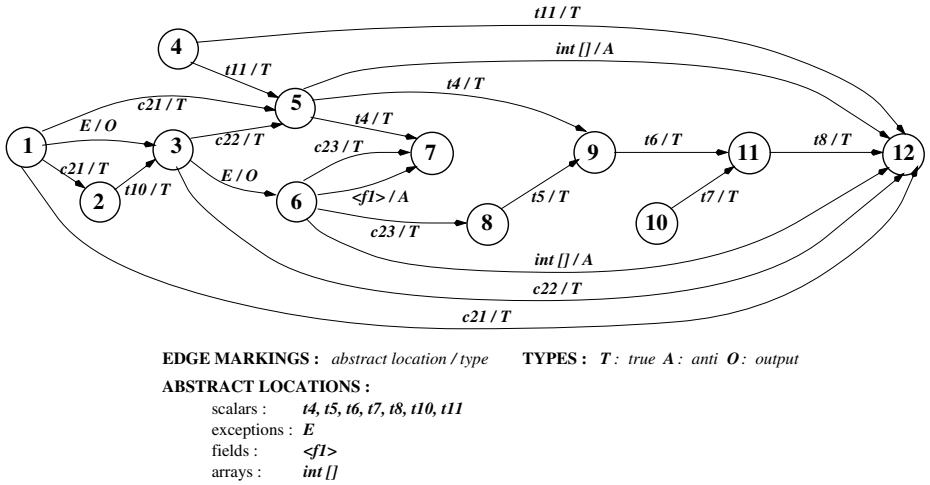 t11 / T
4
int [] / A
t11 / T
t4 / T
c21 / T
5
E / O
t4 / T
c22 / T
c23 / T
t6 / T
t8 / T
1
3
7
9
11
12
c21 / T
t10 / T
E / O
<f1> / A
t5 / T
t7 / T
2
6
8
10
c23 / T
int [] / A
c22 / T
c21 / T
EDGE MARKINGS : abstract location / type TYPES : T : true A : anti O : output
ABSTRACT LOCATIONS :
scalars : t4, t5, t6, t7, t8, t10, t11
exceptions : E
fields : <f1>
arrays : int []